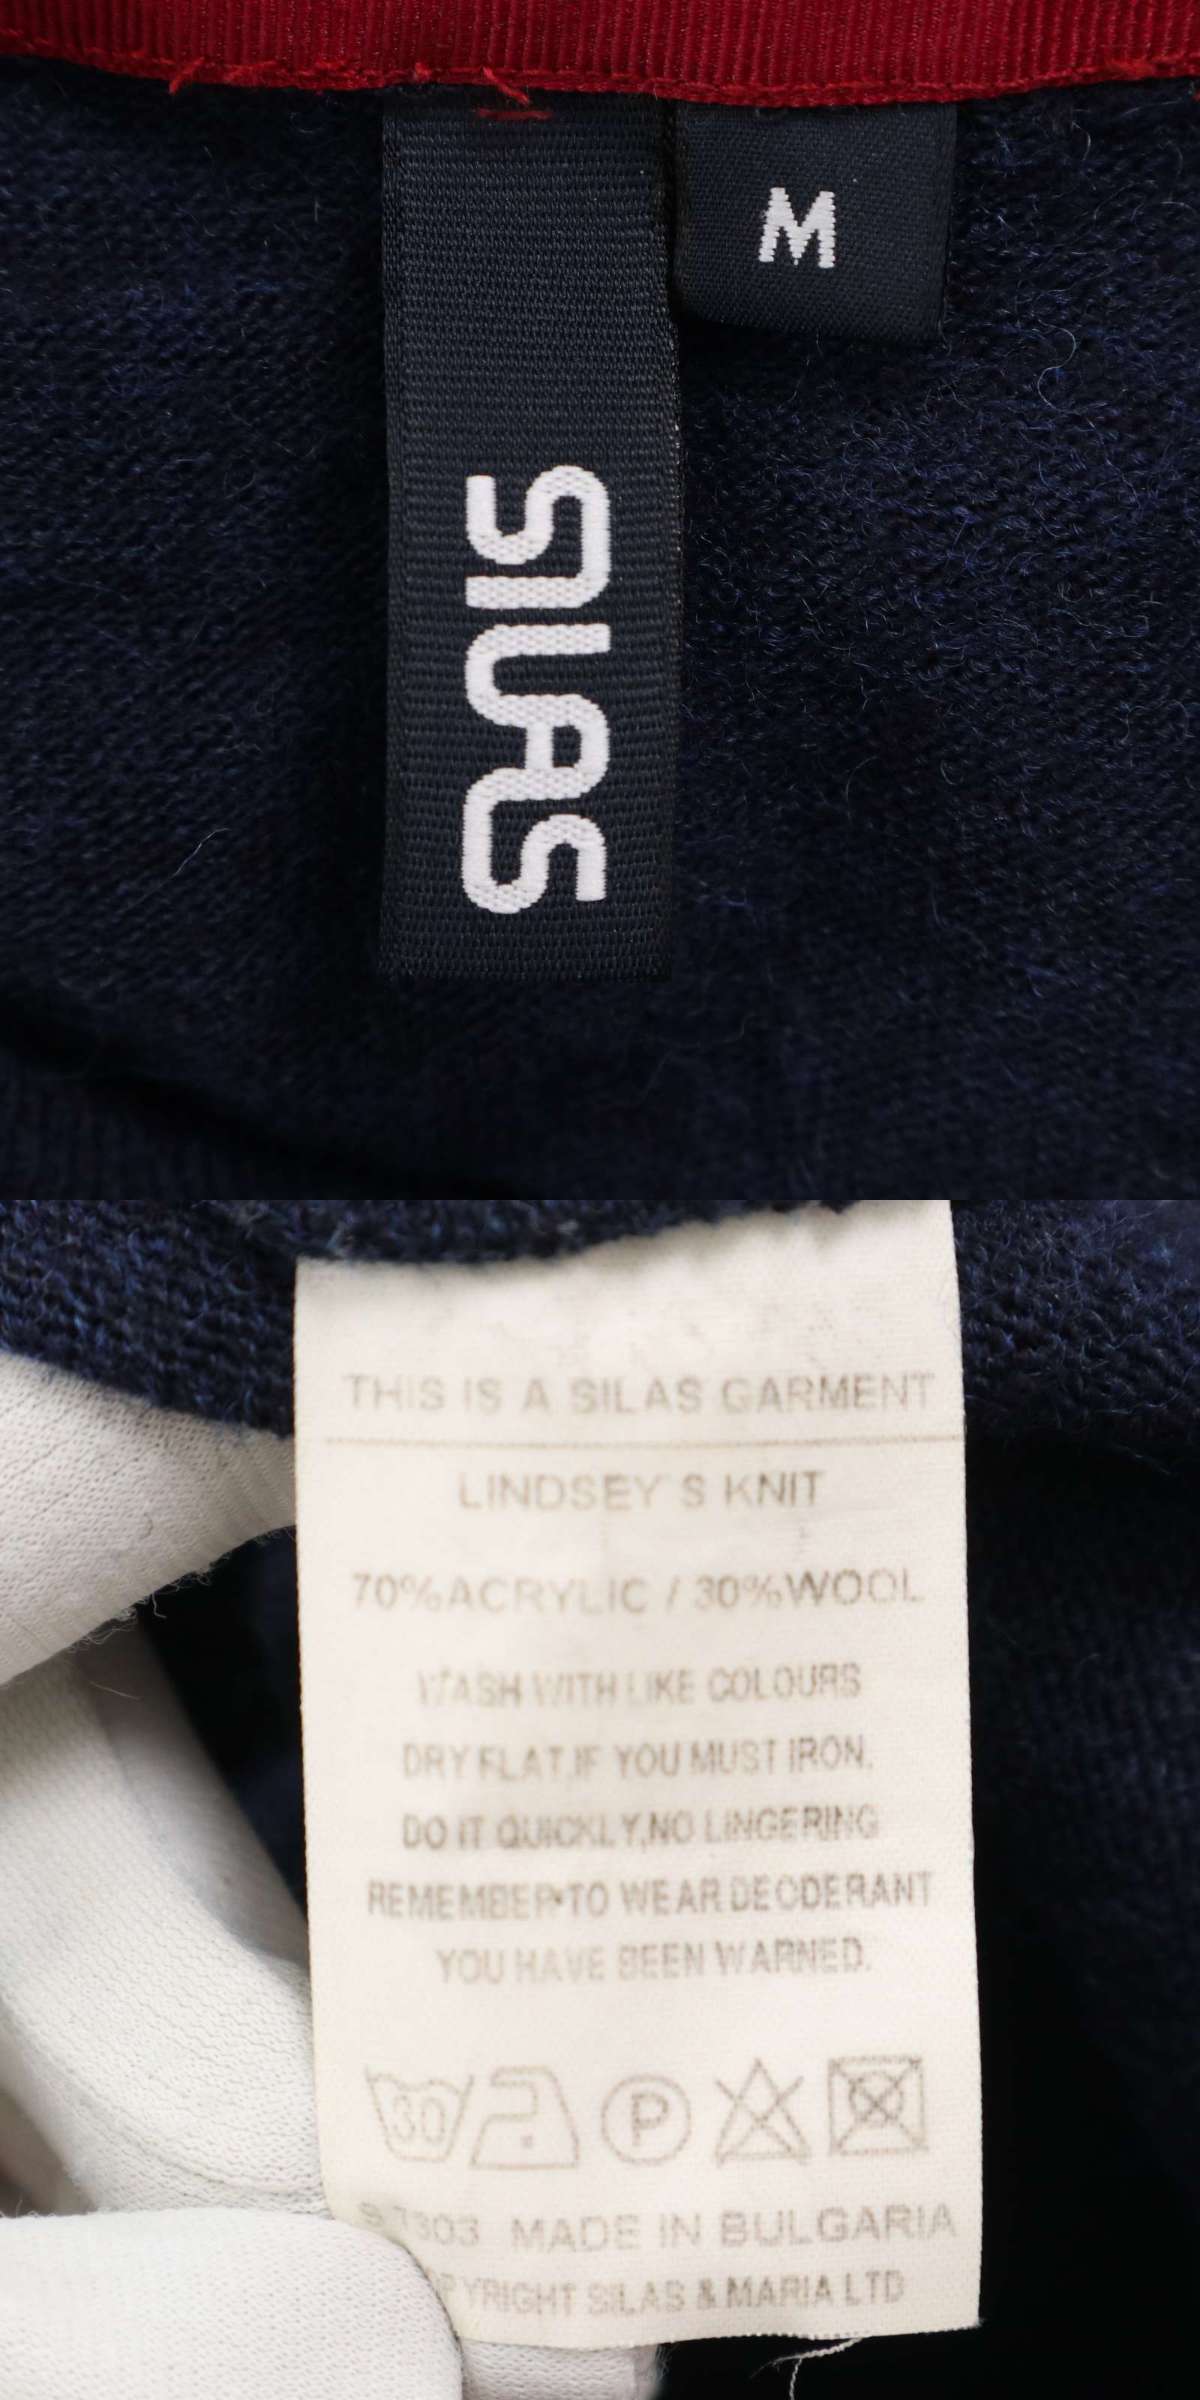 M
SILAS
THIS IS A SILAS GARMENT
LINDSEY'S KNIT
70%ACRYLIC / 30%WOOL
WASH WITH LIKE COLOURS
DRY FLAT.IF YOU MUST IRON.
DO IT QUICKLY,NO LINGERING
REMEMBER•TO WEAR DEODERANT
YOU HAVE BEEN WARNED.
30 P
MADE IN BULGARIA
SILAS & MARIA LTD